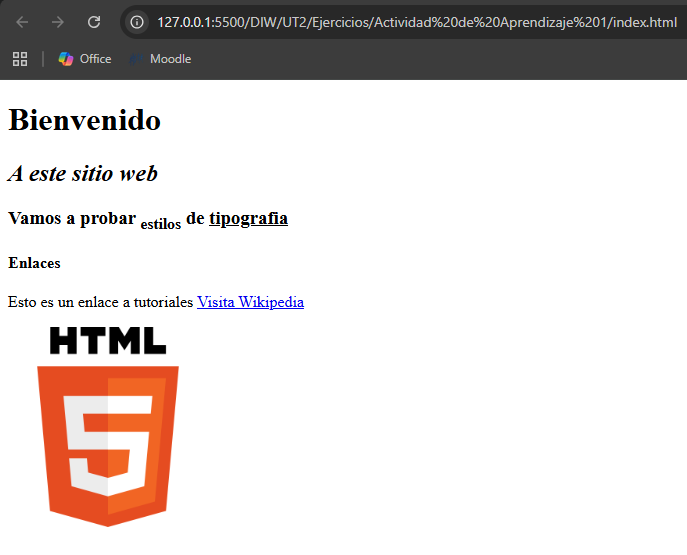 127.0.0.1:5500/DIW/UT2/Ejercicios/Actividad%20de%20Aprendizaje%201/index.html
Office Moodle
Bienvenido
A este sitio web
Vamos a probar estilos de tipografia
Enlaces
Esto es un enlace a tutoriales Visita Wikipedia
HTML
5